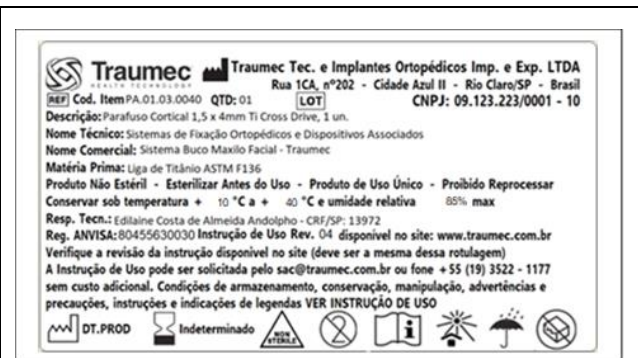 Traumec
HEALTH TECHNOLOGY
Traumec Tec. e Implantes Ortopédicos Imp. e Exp. LTDA
Rua 1CA, nº202 - Cidade Azul II - Rio Claro/SP - Brasil
REF Cod. Item PA.01.03.0040 QTD: 01 LOT CNPJ: 09.123.223/0001 - 10
Descrição: Parafuso Cortical 1,5 x 4mm Ti Cross Drive, 1 un.
Nome Técnico: Sistemas de Fixação Ortopédicos e Dispositivos Associados
Nome Comercial: Sistema Buco Maxilo Facial - Traumec
Matéria Prima: Liga de Titânio ASTM F136
Produto Não Estéril - Esterilizar Antes do Uso - Produto de Uso Único - Proibido Reprocessar
Conservar sob temperatura + 10 °C a + 40 °C e umidade relativa 85% max
Resp. Tecn.: Edilaine Costa de Almeida Andolpho - CRF/SP: 13972
Reg. ANVISA: 80455630030 Instrução de Uso Rev. 04 disponivel no site: www.traumec.com.br
Verifique a revisão da instrução disponivel no site (deve ser a mesma dessa rotulagem)
A Instrução de Uso pode ser solicitada pelo sac@traumec.com.br ou fone +55 (19) 3522 - 1177
sem custo adicional. Condições de armazenamento, conservação, manipulação, advertências e
precauções, instruções e indicações de legendas VER INSTRUÇÃO DE USO
DT.PROD Indeterminado NON STERILE 2 i